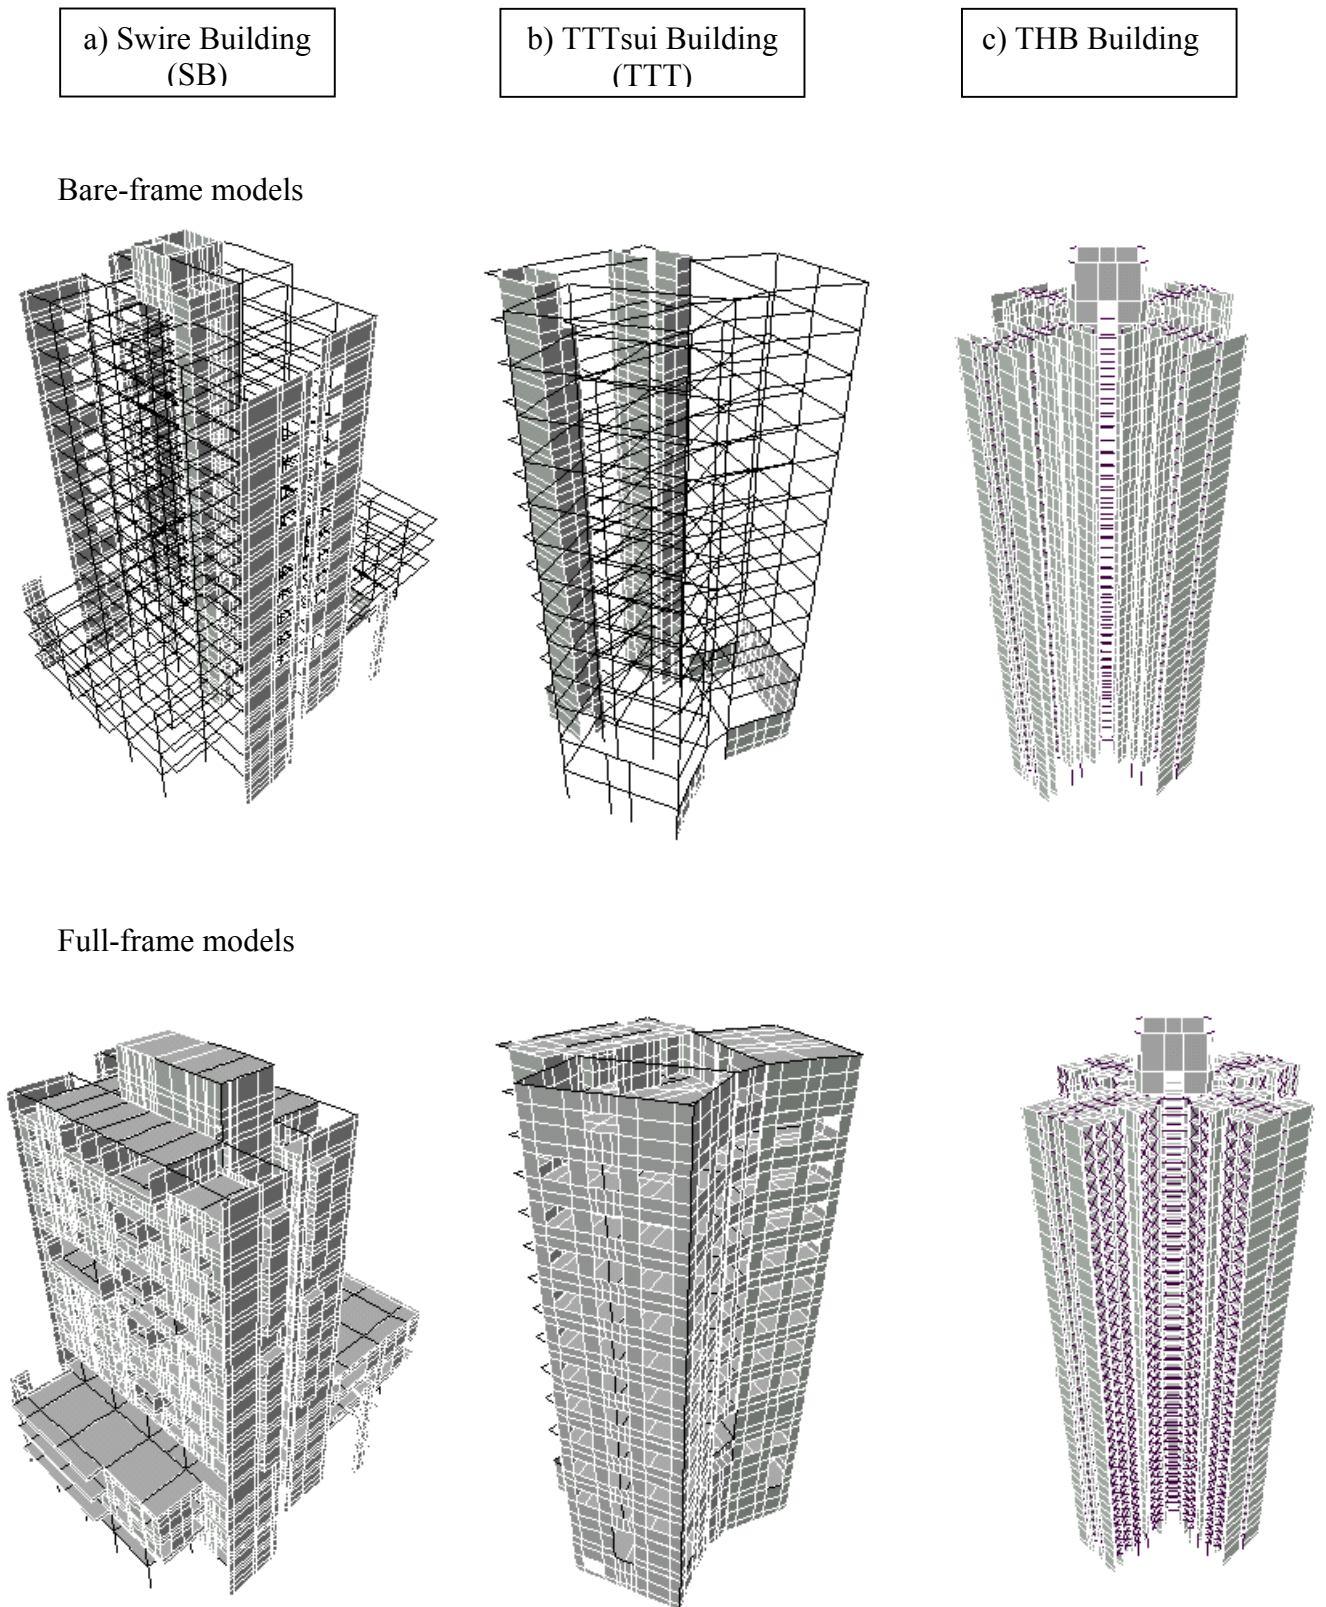 a) Swire Building
(SB)
b) TTTsui Building
(TTT)
c) THB Building
Bare-frame models
Full-frame models